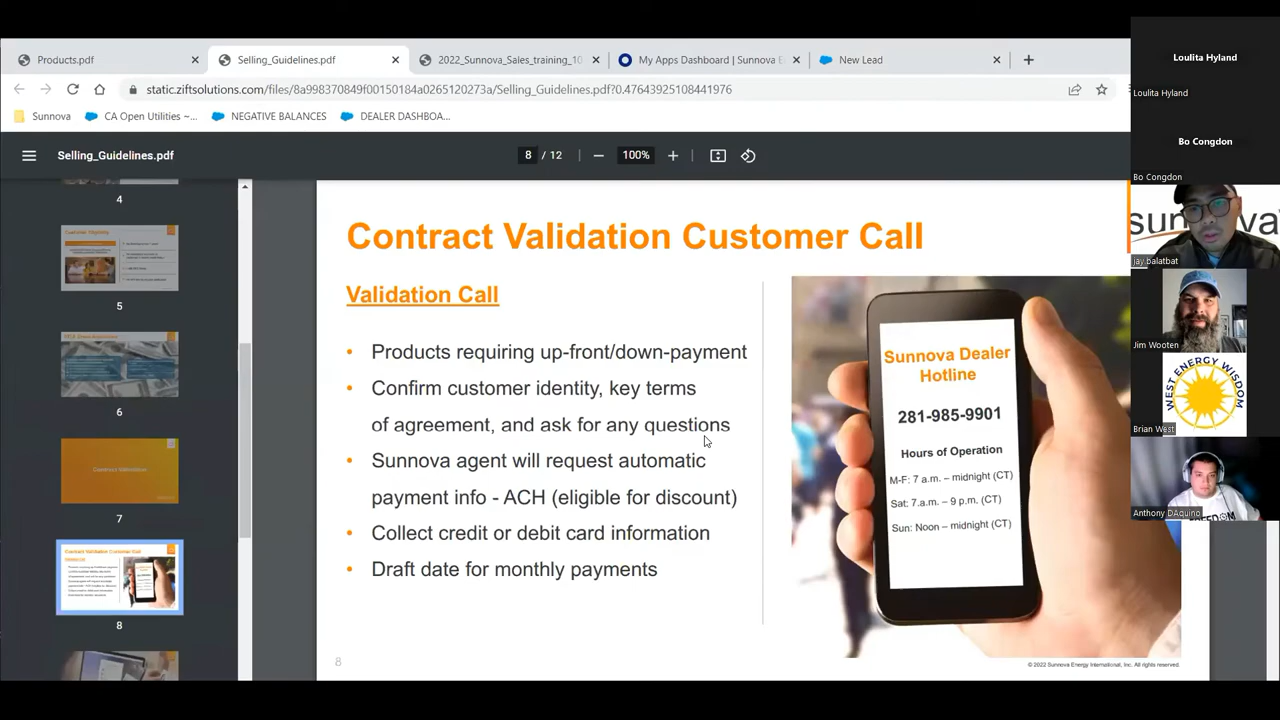 Products.pdf
Selling_Guidelines.pdf
2022_Sunnova_Sales_training_10
My Apps Dashboard | Sunnova E
New Lead
static.ziftsolutions.com/files/8a998370849f00150184a0265120273a/Selling_Guidelines.pdf?0.47643925108441976
Sunnova
CA Open Utilities ~...
NEGATIVE BALANCES
DEALER DASHBOA...
Selling_Guidelines.pdf
8 / 12
100%
4
5
6
7
8
Contract Validation Customer Call
Validation Call
• Products requiring up-front/down-payment
• Confirm customer identity, key terms
of agreement, and ask for any questions
• Sunnova agent will request automatic
payment info - ACH (eligible for discount)
• Collect credit or debit card information
• Draft date for monthly payments
Sunnova Dealer
Hotline
281-985-9901
Hours of Operation
M-F: 7 a.m. – midnight (CT)
Sat: 7.a.m. – 9 p.m. (CT)
Sun: Noon – midnight (CT)
8
© 2022 Sunnova Energy International, Inc. All rights reserved.
Loulita Hyland
Loulita Hyland
Bo Congdon
Bo Congdon
sunnova
jay.balatbat
Jim Wooten
WEST ENERGY WISDOM
Brian West
Anthony DAquino